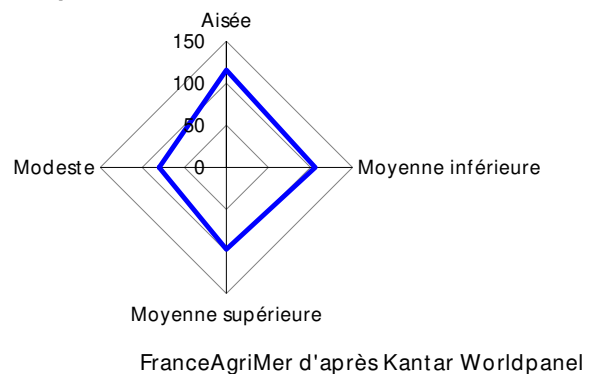 Aisée
150
100
50
0
Modeste
Moyenne inférieure
Moyenne supérieure
FranceAgriMer d'après Kantar Worldpanel